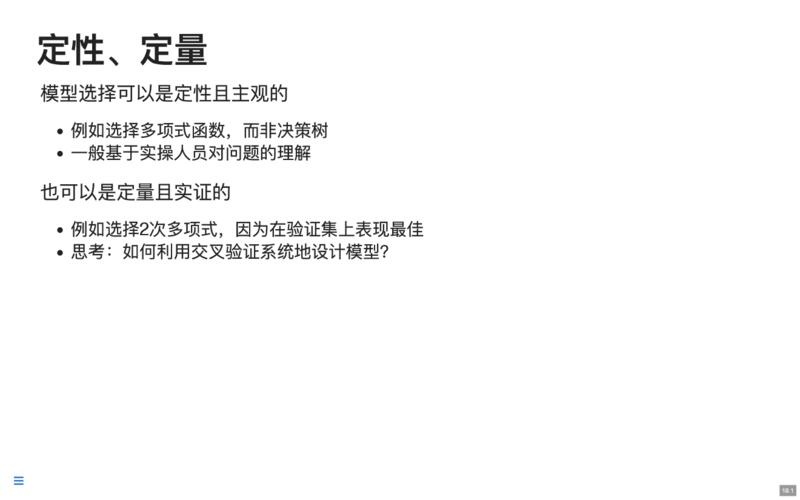 定性、定量
模型选择可以是定性且主观的
• 例如选择多项式函数，而非决策树
• 一般基于实操人员对问题的理解
也可以是定量且实证的
• 例如选择2次多项式，因为在验证集上表现最佳
• 思考：如何利用交叉验证系统地设计模型？